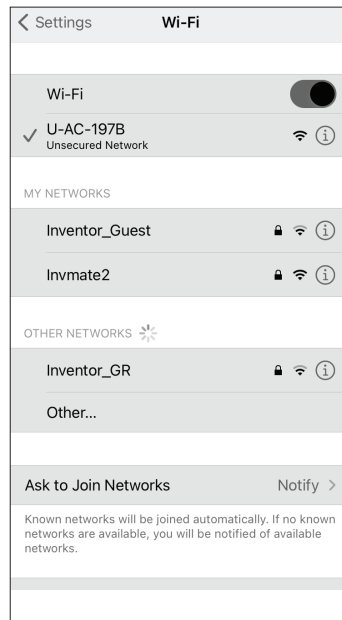 Settings Wi-Fi
Wi-Fi
U-AC-197B
Unsecured Network
MY NETWORKS
Inventor_Guest
Invmate2
OTHER NETWORKS
Inventor_GR
Other...
Ask to Join Networks Notify
Known networks will be joined automatically. If no known
networks are available, you will be notified of available
networks.